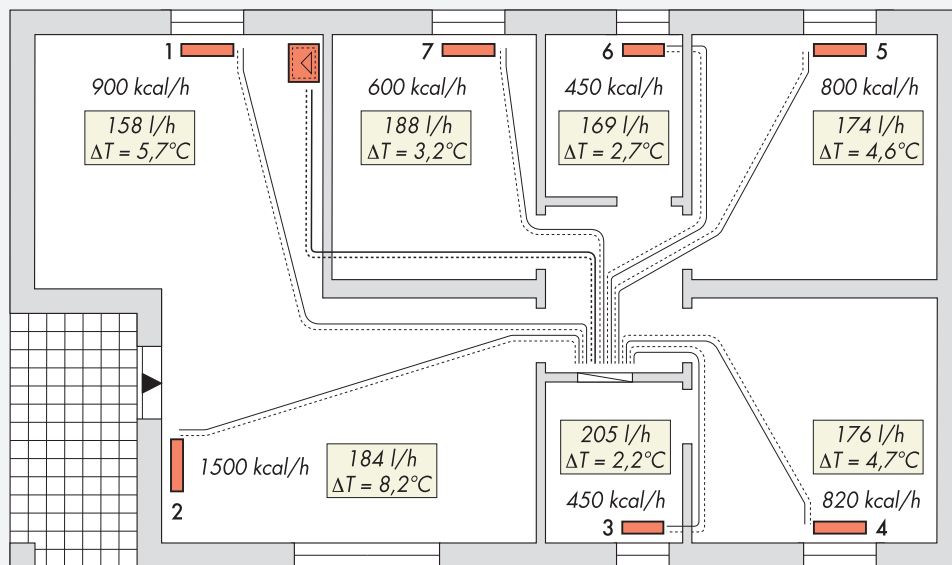 1
7
6
5
900 kcal/h
600 kcal/h
450 kcal/h
800 kcal/h
158 l/h
ΔT = 5,7°C
188 l/h
ΔT = 3,2°C
169 l/h
ΔT = 2,7°C
174 l/h
ΔT = 4,6°C
1500 kcal/h
2
184 l/h
ΔT = 8,2°C
205 l/h
ΔT = 2,2°C
450 kcal/h
3
176 l/h
ΔT = 4,7°C
820 kcal/h
4